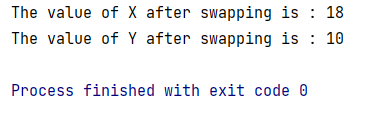 The value of X after swapping is : 18
The value of Y after swapping is : 10
Process finished with exit code 0